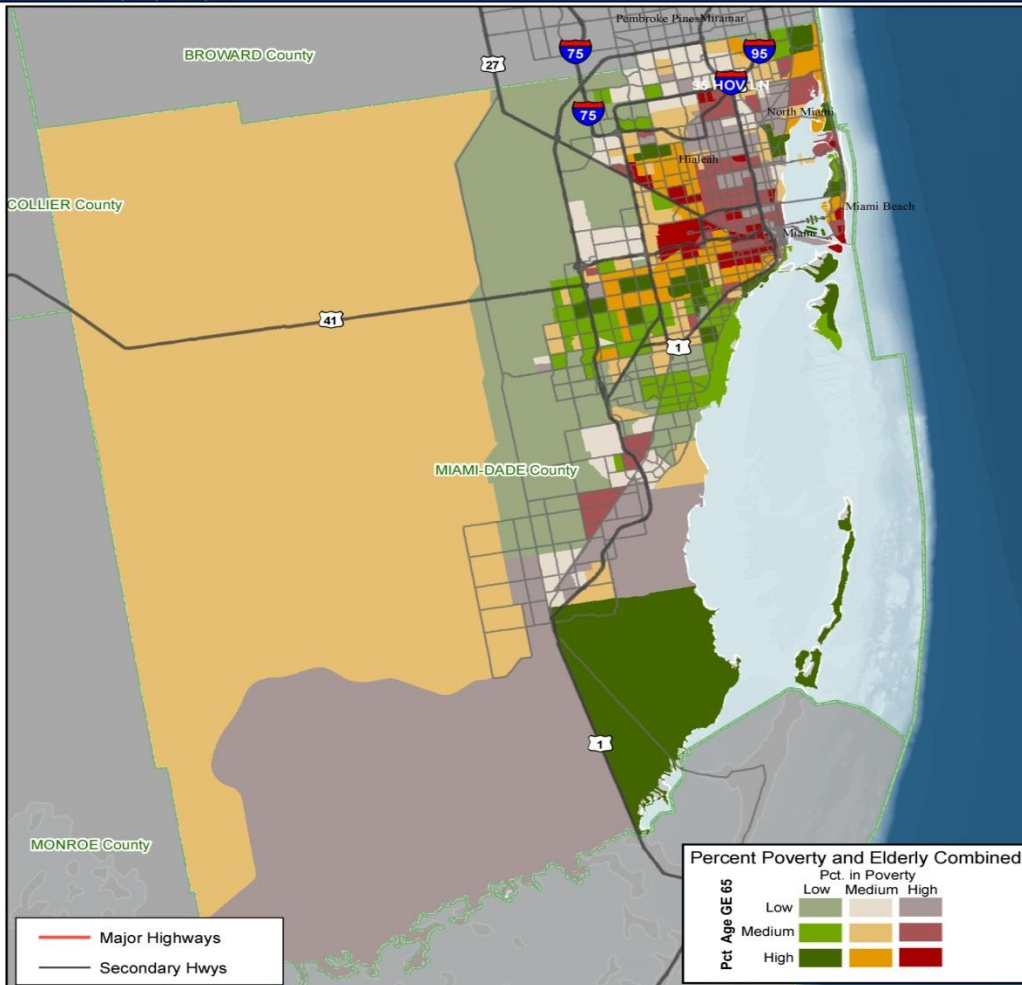 Pembroke Pines Miramar
BROWARD County
75
95
27
95 HOV LN
75
North Miami
Hialeah
COLLIER County
Miami Beach
Miami
41
1
MIAMI-DADE County
1
MONROE County
Percent Poverty and Elderly Combined
Pct. in Poverty
Low Medium High
Pct Age GE 65
Low
Medium
High
Major Highways
Secondary Hwys